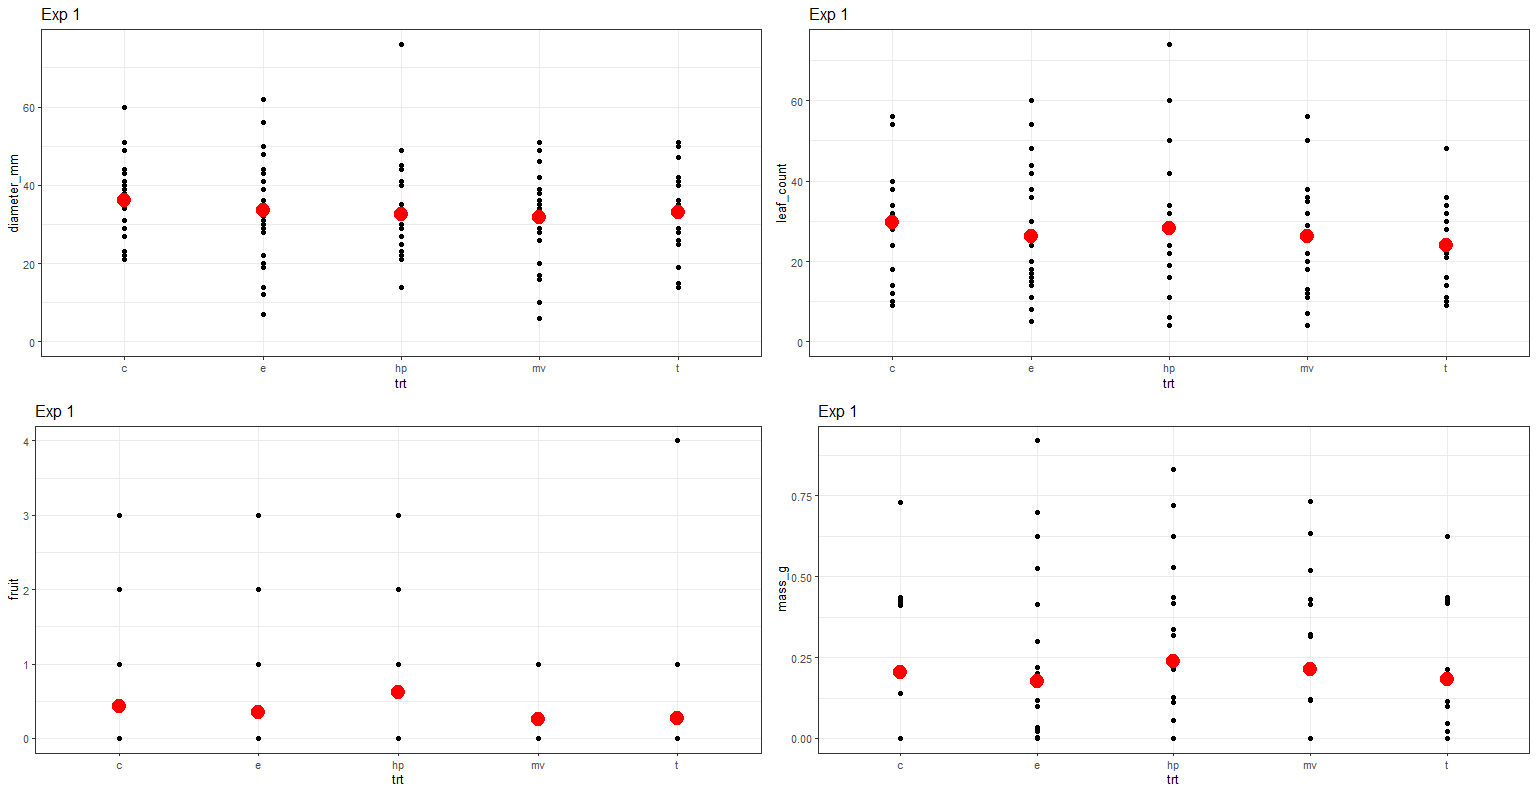 Exp 1
diameter_mm
60
40
20
0
c e hp mv t
trt
Exp 1
leaf_count
60
40
20
0
c e hp mv t
trt
Exp 1
fruit
4
3
2
1
0
c e hp mv t
trt
Exp 1
mass_g
0.75
0.50
0.25
0.00
c e hp mv t
trt